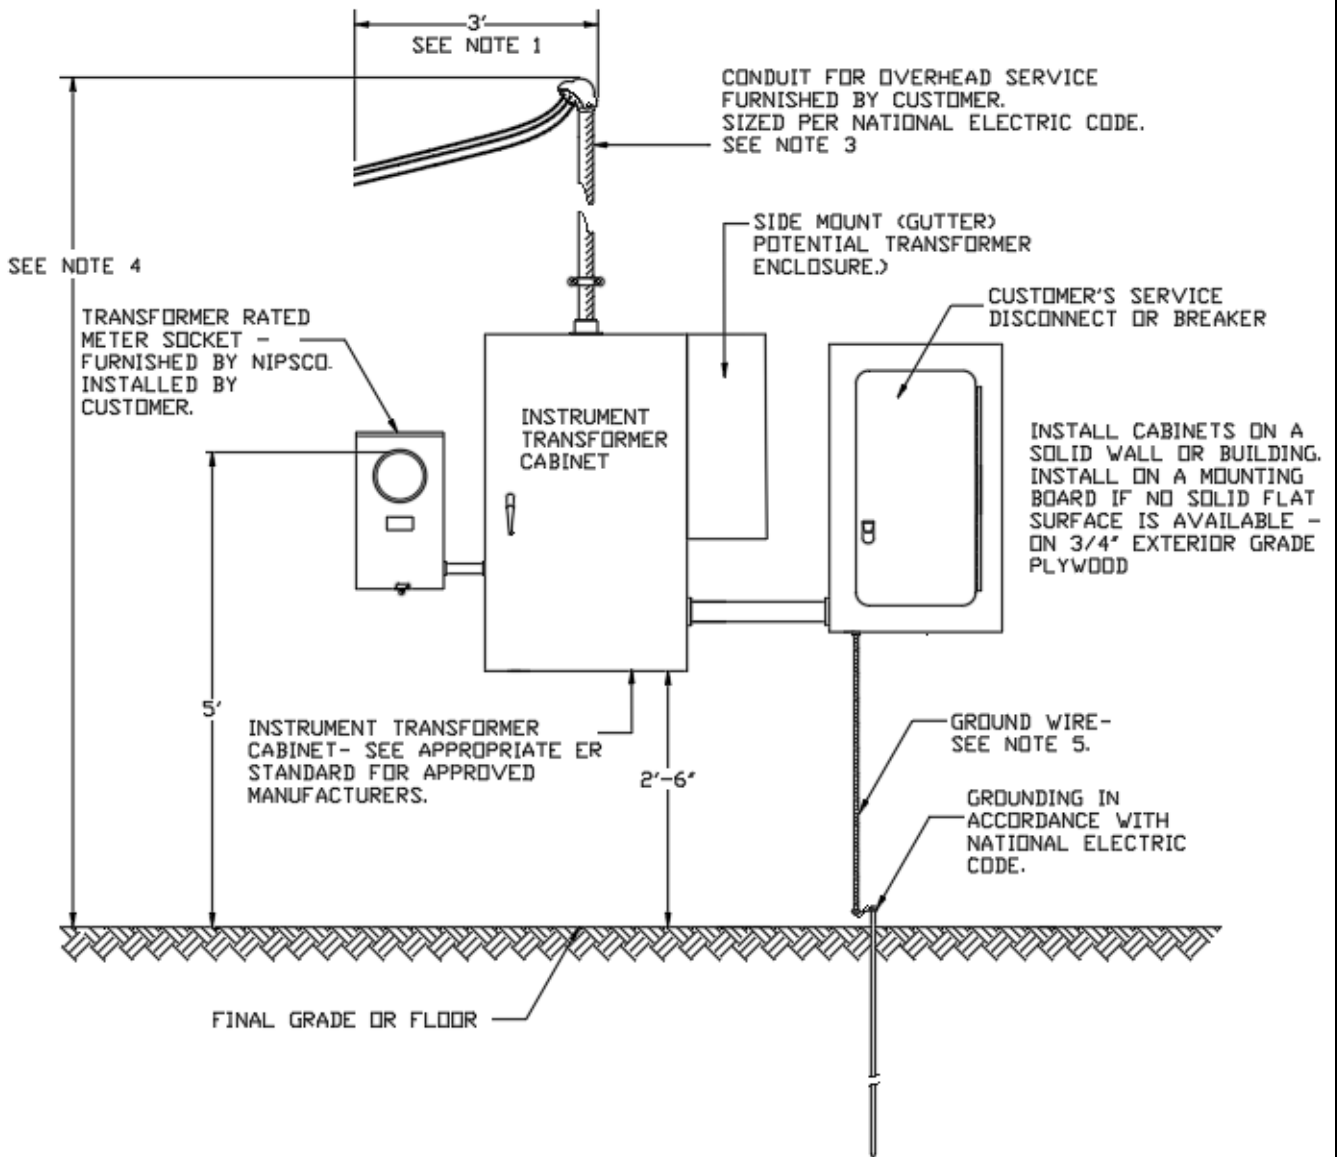 3'
SEE NOTE 1
CONDUIT FOR OVERHEAD SERVICE
FURNISHED BY CUSTOMER.
SIZED PER NATIONAL ELECTRIC CODE.
SEE NOTE 3
SIDE MOUNT (GUTTER)
POTENTIAL TRANSFORMER
ENCLOSURE.)
SEE NOTE 4
CUSTOMER'S SERVICE
DISCONNECT OR BREAKER
TRANSFORMER RATED
METER SOCKET -
FURNISHED BY NIPSCO.
INSTALLED BY
CUSTOMER.
INSTRUMENT
TRANSFORMER
CABINET
INSTALL CABINETS ON A
SOLID WALL OR BUILDING.
INSTALL ON A MOUNTING
BOARD IF NO SOLID FLAT
SURFACE IS AVAILABLE -
ON 3/4" EXTERIOR GRADE
PLYWOOD
5'
INSTRUMENT TRANSFORMER
CABINET- SEE APPROPRIATE ER
STANDARD FOR APPROVED
MANUFACTURERS.
2'-6"
GROUND WIRE-
SEE NOTE 5.
GROUNDING IN
ACCORDANCE WITH
NATIONAL ELECTRIC
CODE.
FINAL GRADE OR FLOOR